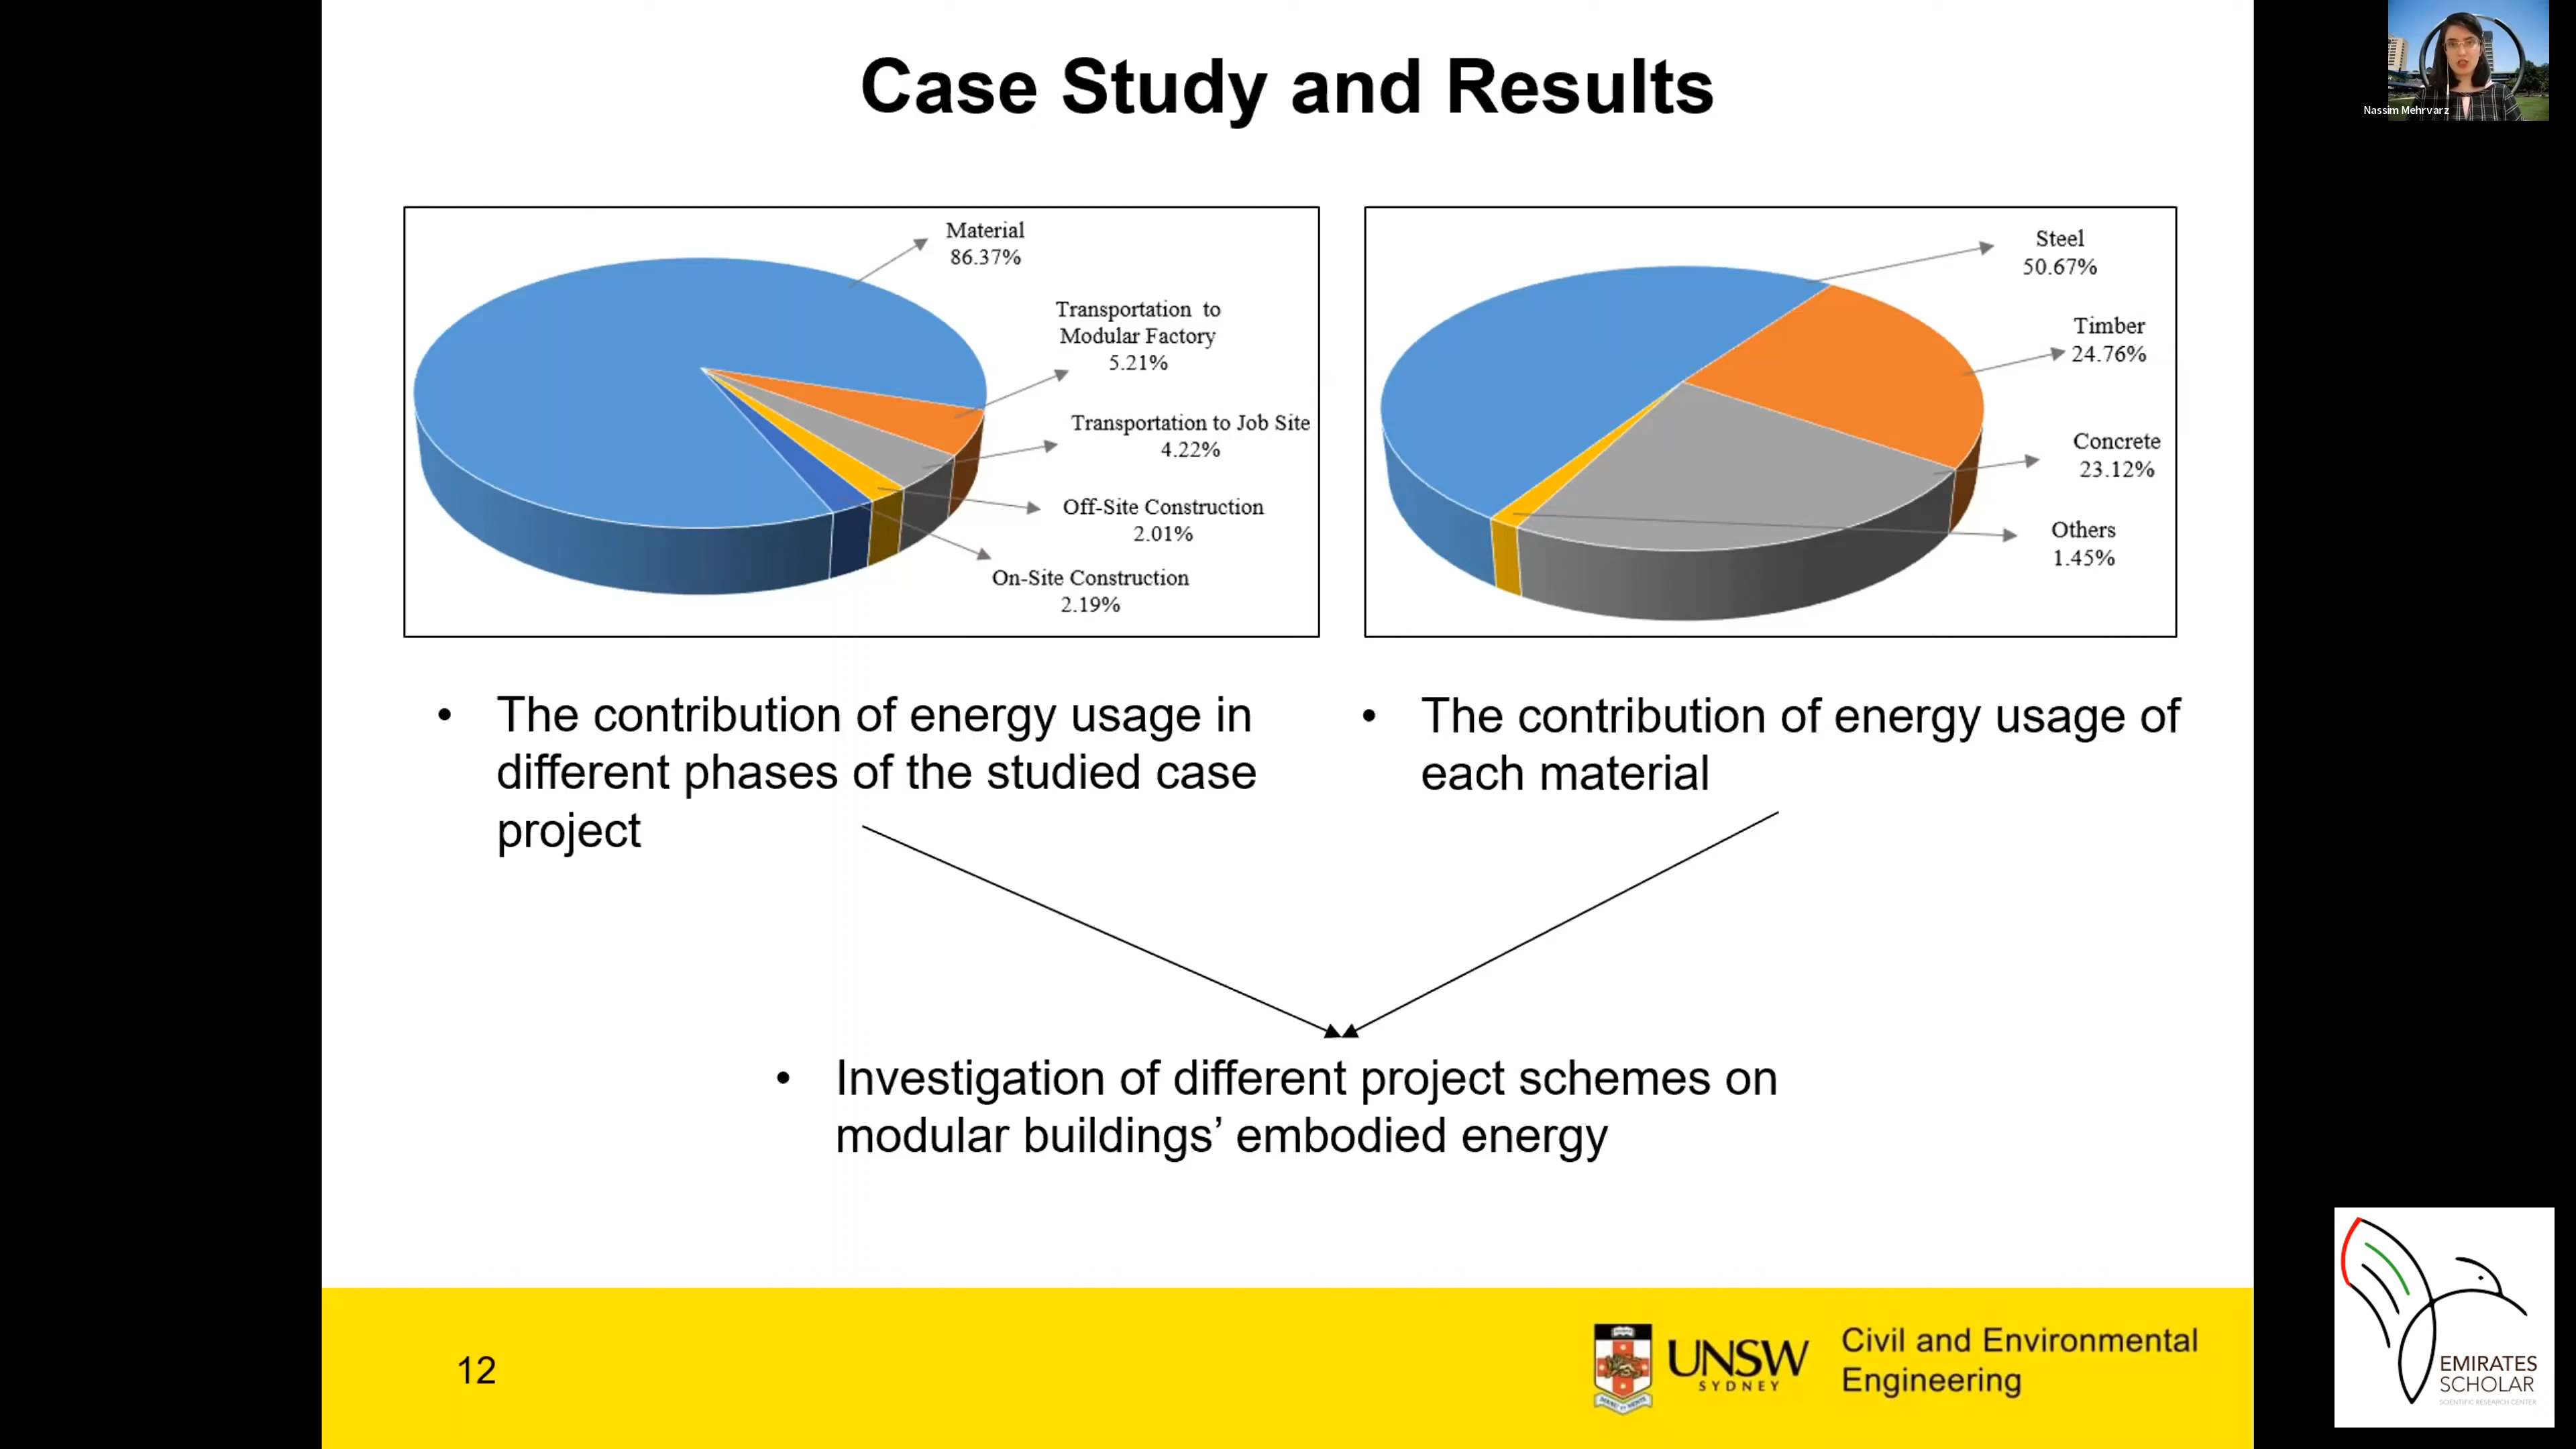 Case Study and Results
Nassim Mehrvarz
Material
86.37%
Transportation to
Modular Factory
5.21%
Transportation to Job Site
4.22%
Off-Site Construction
2.01%
On-Site Construction
2.19%
Steel
50.67%
Timber
24.76%
Concrete
23.12%
Others
1.45%
• The contribution of energy usage in
different phases of the studied case
project
• The contribution of energy usage of
each material
• Investigation of different project schemes on
modular buildings’ embodied energy
12
UNSW
SYDNEY
Civil and Environmental
Engineering
EMIRATES
SCHOLAR
SCIENTIFIC RESEARCH CENTER